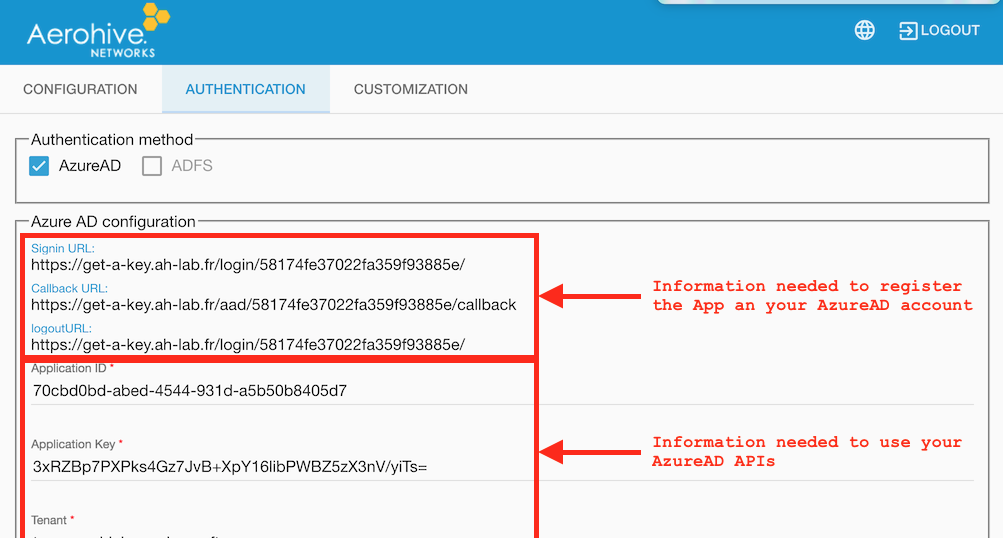 Aerohive
NETWORKS
LOGOUT
CONFIGURATION
AUTHENTICATION
CUSTOMIZATION
Authentication method
AzureAD
ADFS
Azure AD configuration
Signin URL:
https://get-a-key.ah-lab.fr/login/58174fe37022fa359f93885e/
Callback URL:
https://get-a-key.ah-lab.fr/aad/58174fe37022fa359f93885e/callback
logoutURL:
https://get-a-key.ah-lab.fr/login/58174fe37022fa359f93885e/
Information needed to register
the App an your AzureAD account
Application ID *
70cbd0bd-abed-4544-931d-a5b50b8405d7
Application Key *
3xRZBp7PXPks4Gz7JvB+XpY16libPWBZ5zX3nV/yiTs=
Information needed to use your
AzureAD APIs
Tenant *